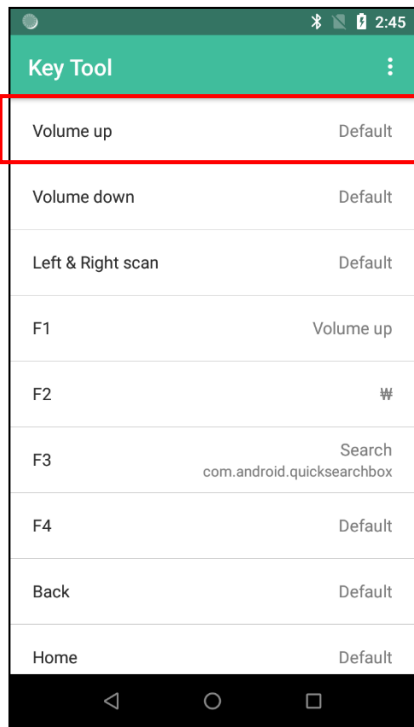 2:45
Key Tool
Volume up Default
Volume down Default
Left & Right scan Default
F1 Volume up
F2 ₩
F3 Search
com.android.quicksearchbox
F4 Default
Back Default
Home Default